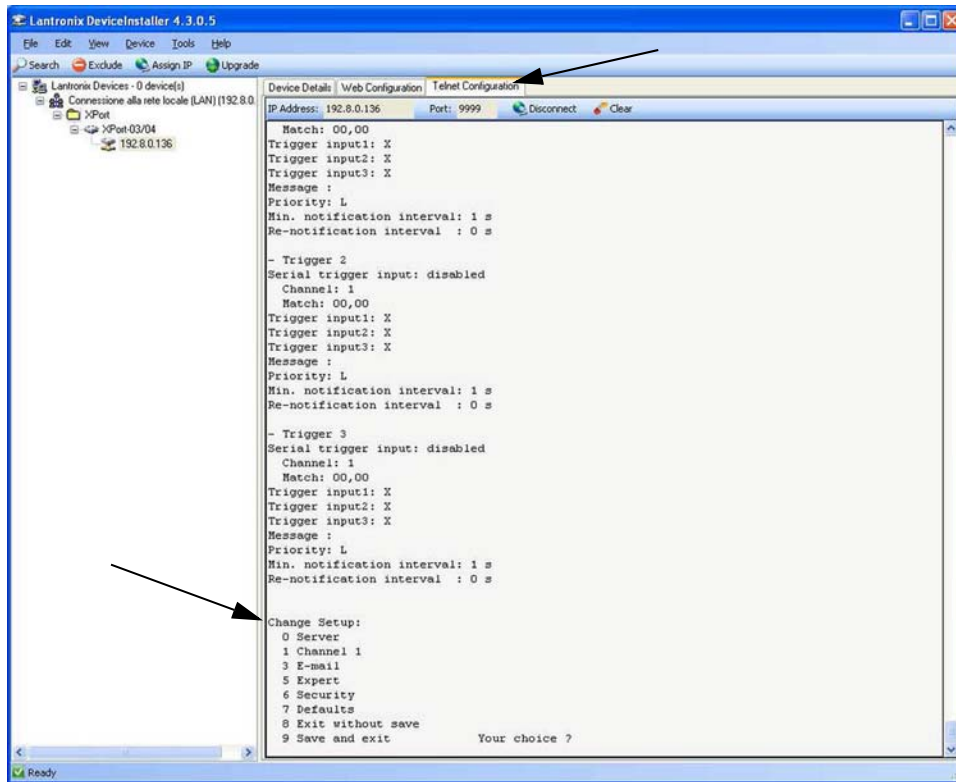 Lantronix DeviceInstaller 4.3.0.5
File Edit View Device Tools Help
Search Exclude Assign IP Upgrade
Lantronix Devices - 0 device(s)
Connessione alla rete locale (LAN) (192.8.0.
XPort
XPort-03/04
192.8.0.136
Device Details Web Configuration Telnet Configuration
IP Address: 192.8.0.136 Port: 9999 Disconnect Clear
Match: 00,00
Trigger input1: X
Trigger input2: X
Trigger input3: X
Message :
Priority: L
Min. notification interval: 1 s
Re-notification interval : 0 s
- Trigger 2
Serial trigger input: disabled
Channel: 1
Match: 00,00
Trigger input1: X
Trigger input2: X
Trigger input3: X
Message :
Priority: L
Min. notification interval: 1 s
Re-notification interval : 0 s
- Trigger 3
Serial trigger input: disabled
Channel: 1
Match: 00,00
Trigger input1: X
Trigger input2: X
Trigger input3: X
Message :
Priority: L
Min. notification interval: 1 s
Re-notification interval : 0 s
Change Setup:
0 Server
1 Channel 1
3 E-mail
5 Expert
6 Security
7 Defaults
8 Exit without save
9 Save and exit Your choice ?
Ready